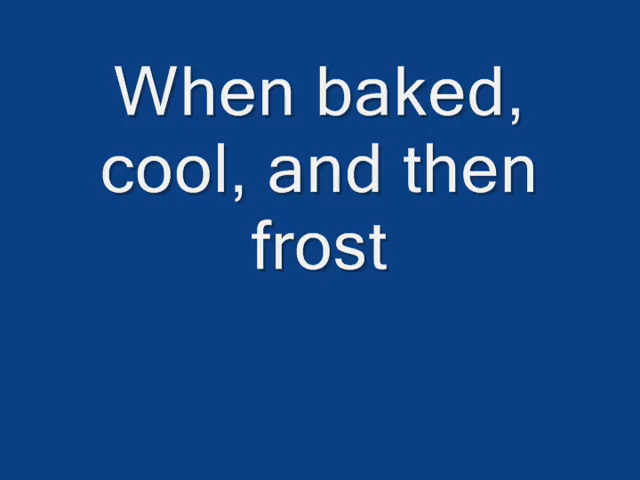 When baked,
cool, and then
frost